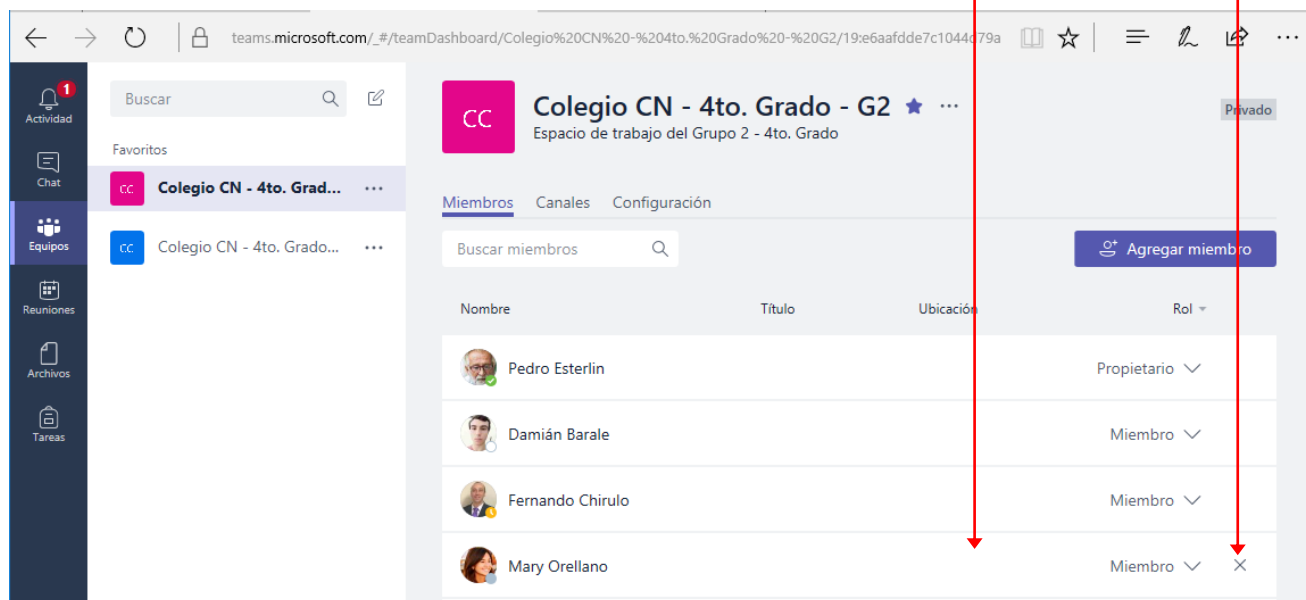 teams.microsoft.com/_#/teamDashboard/Colegio%20CN%20-%204to.%20Grado%20-%20G2/19:e6aafdde7c1044d79a
1
Actividad
Chat
Equipos
Reuniones
Archivos
Tareas
Buscar
Favoritos
CC Colegio CN - 4to. Grad... ...
CC Colegio CN - 4to. Grado... ...
CC
Colegio CN - 4to. Grado - G2 ...
Espacio de trabajo del Grupo 2 - 4to. Grado
Privado
Miembros Canales Configuración
Buscar miembros
Agregar miembro
Nombre Título Ubicación Rol
Pedro Esterlin Propietario
Damián Barale Miembro
Fernando Chirulo Miembro
Mary Orellano Miembro